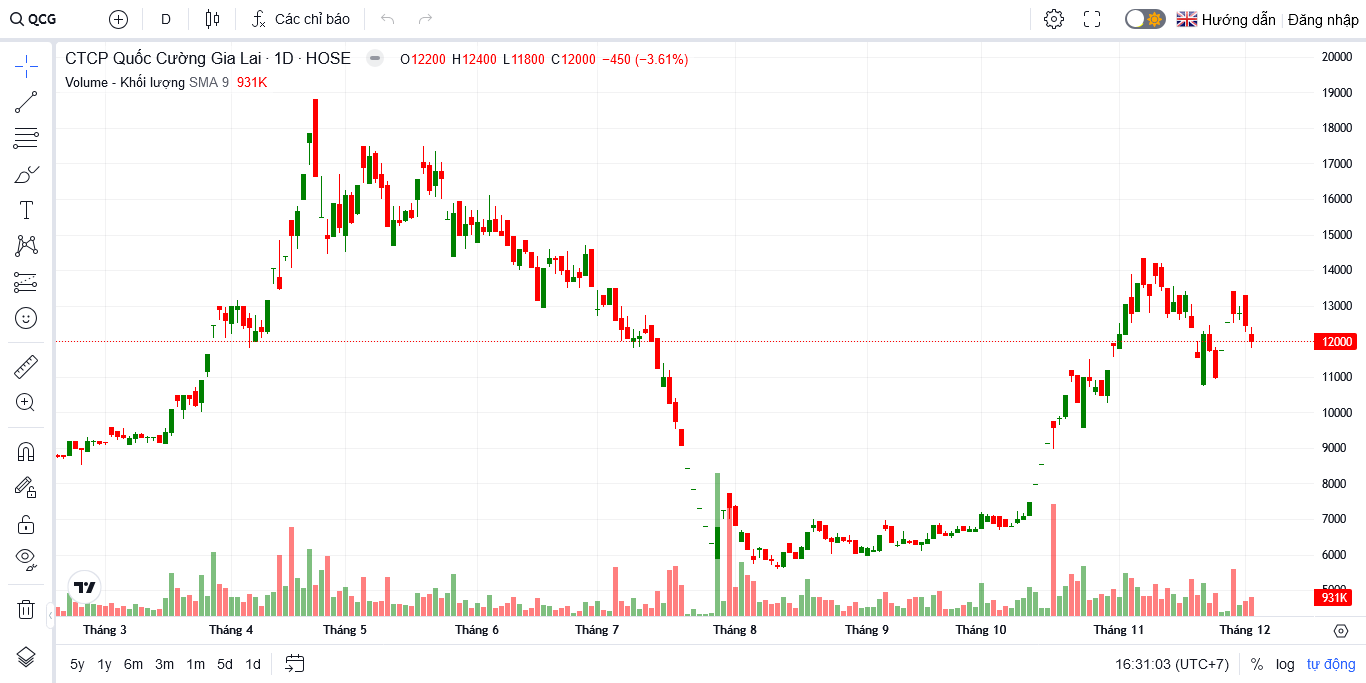 QCG D Các chỉ báo Hướng dẫn Đăng nhập
CTCP Quốc Cường Gia Lai · 1D · HOSE O12200 H12400 L11800 C12000 −450 (−3.61%)
Volume - Khối lượng SMA 9 931K
20000
19000
18000
17000
16000
15000
14000
13000
12000
11000
10000
9000
8000
7000
6000
5000
931K
Tháng 3 Tháng 4 Tháng 5 Tháng 6 Tháng 7 Tháng 8 Tháng 9 Tháng 10 Tháng 11 Tháng 12
5y 1y 6m 3m 1m 5d 1d 16:31:03 (UTC+7) % log tự động